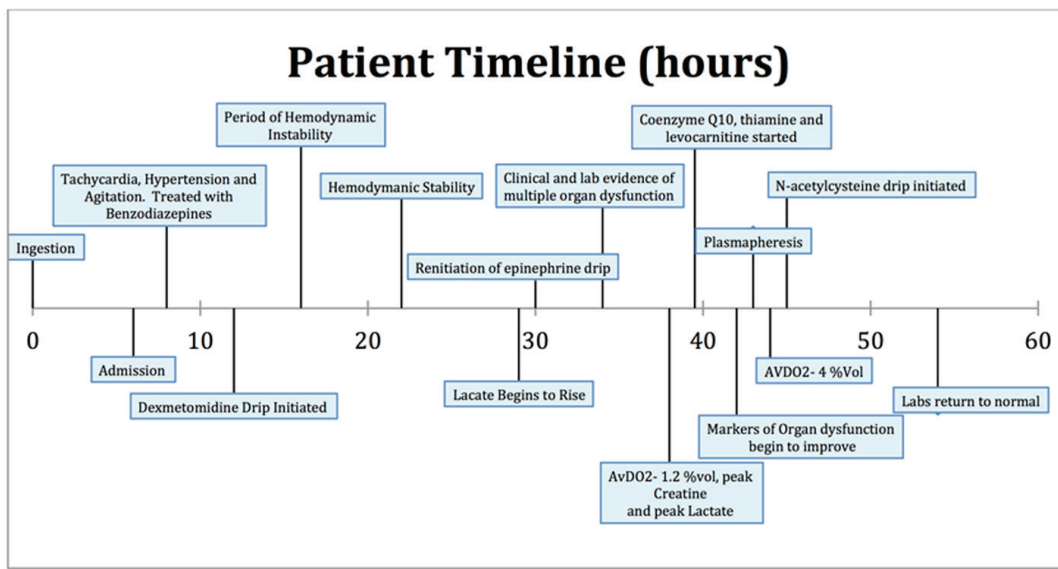 Patient Timeline (hours)
Coenzyme Q10, thiamine and
levocarnitine started
Period of Hemodynamic
Instability
Tachycardia, Hypertension and
Agitation. Treated with
Benzodiazepines
Hemodymanic Stability
Clinical and lab evidence of
multiple organ dysfunction
N-acetylcysteine drip initiated
Ingestion
Plasmapheresis
Renitiation of epinephrine drip
0
10
20
30
40
50
60
Admission
AVDO2- 4 %Vol
Dexmetomidine Drip Initiated
Lacate Begins to Rise
Labs return to normal
Markers of Organ dysfunction
begin to improve
AvDO2- 1.2 %vol, peak
Creatine
and peak Lactate